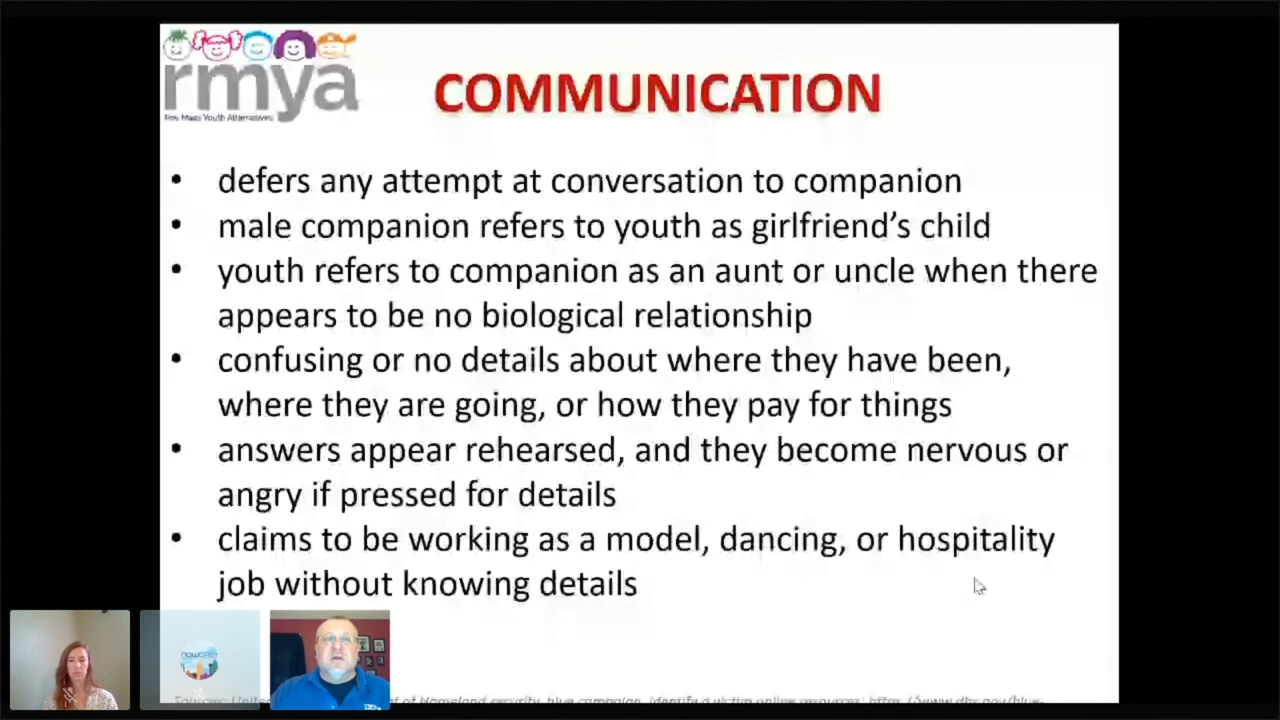 rmya
COMMUNICATION
• defers any attempt at conversation to companion
• male companion refers to youth as girlfriend's child
• youth refers to companion as an aunt or uncle when there
appears to be no biological relationship
• confusing or no details about where they have been,
where they are going, or how they pay for things
• answers appear rehearsed, and they become nervous or
angry if pressed for details
• claims to be working as a model, dancing, or hospitality
job without knowing details